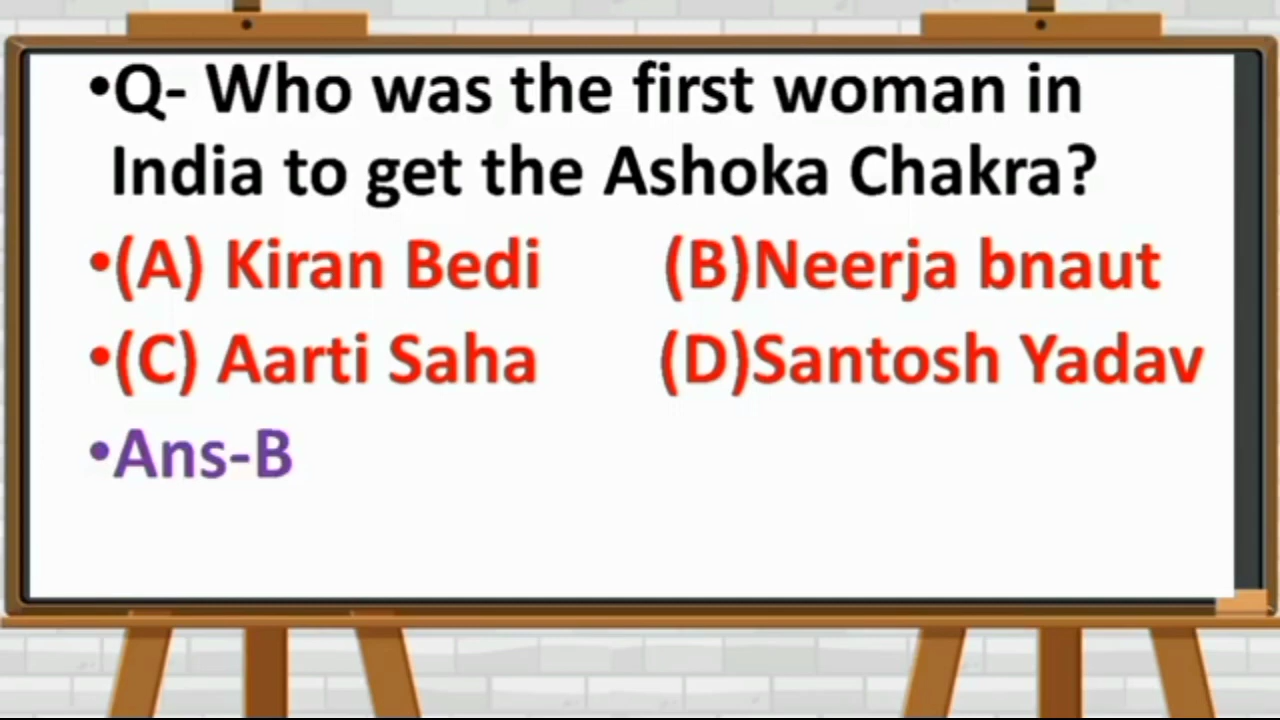 •Q- Who was the first woman in
India to get the Ashoka Chakra?
•(A) Kiran Bedi (B)Neerja bnaut
•(C) Aarti Saha (D)Santosh Yadav
•Ans-B